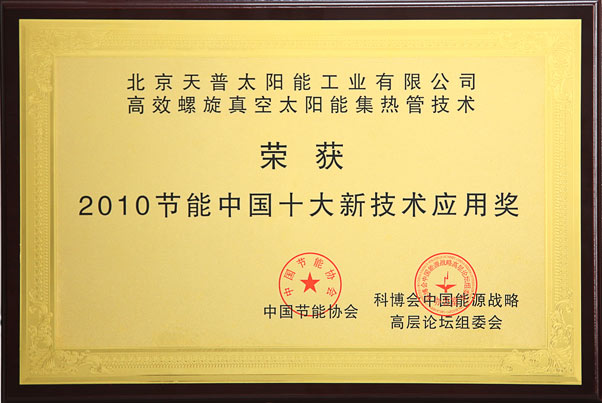 北京天普太阳能工业有限公司
高效螺旋真空太阳能集热管技术
荣获
2010节能中国十大新技术应用奖
中国节能协会
中国节能协会
科博会中国能源战略
高层论坛组委会